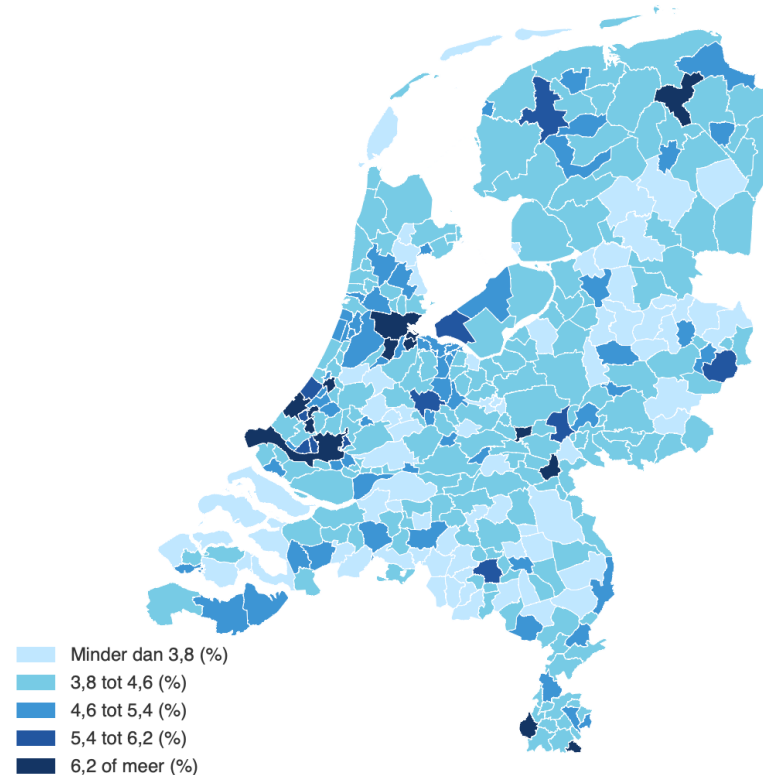 Minder dan 3,8 (%)
3,8 tot 4,6 (%)
4,6 tot 5,4 (%)
5,4 tot 6,2 (%)
6,2 of meer (%)